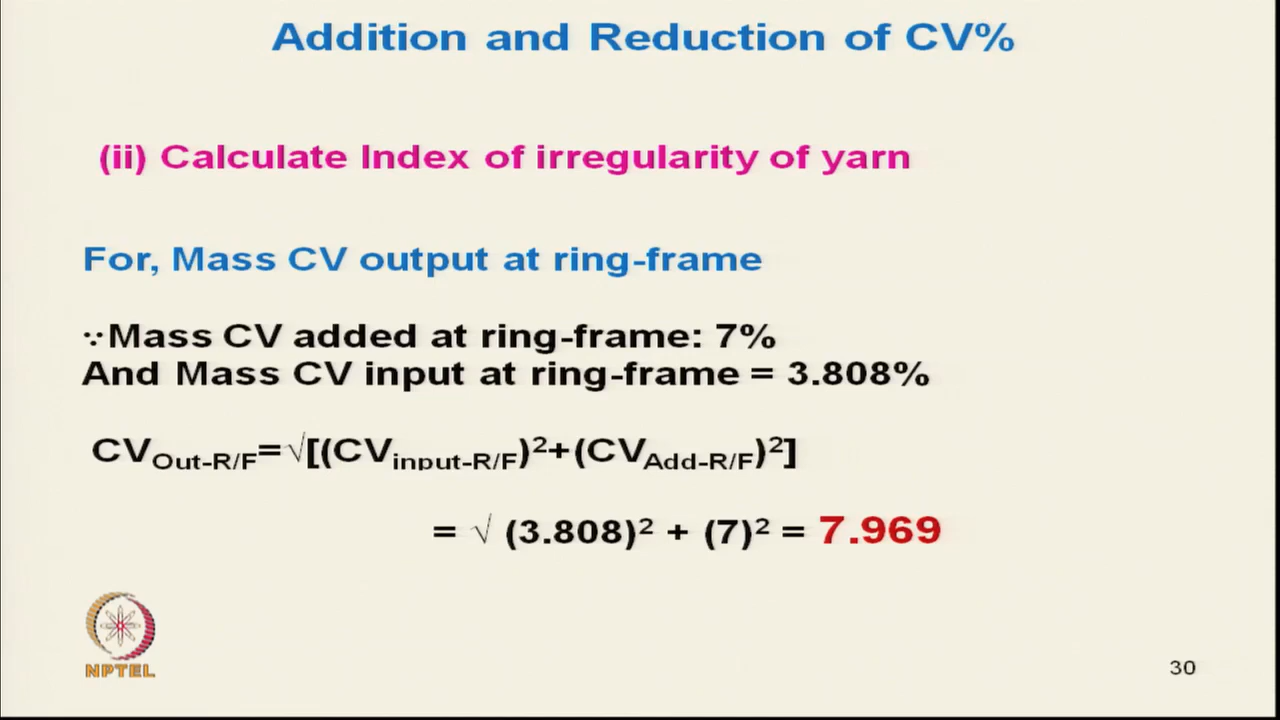 Addition and Reduction of CV%
(ii) Calculate Index of irregularity of yarn
For, Mass CV output at ring-frame
∵Mass CV added at ring-frame: 7%
And Mass CV input at ring-frame = 3.808%
CVOut-R/F=√[(CVinput-R/F)²+(CVAdd-R/F)²]
= √ (3.808)² + (7)² = 7.969
NPTEL
30